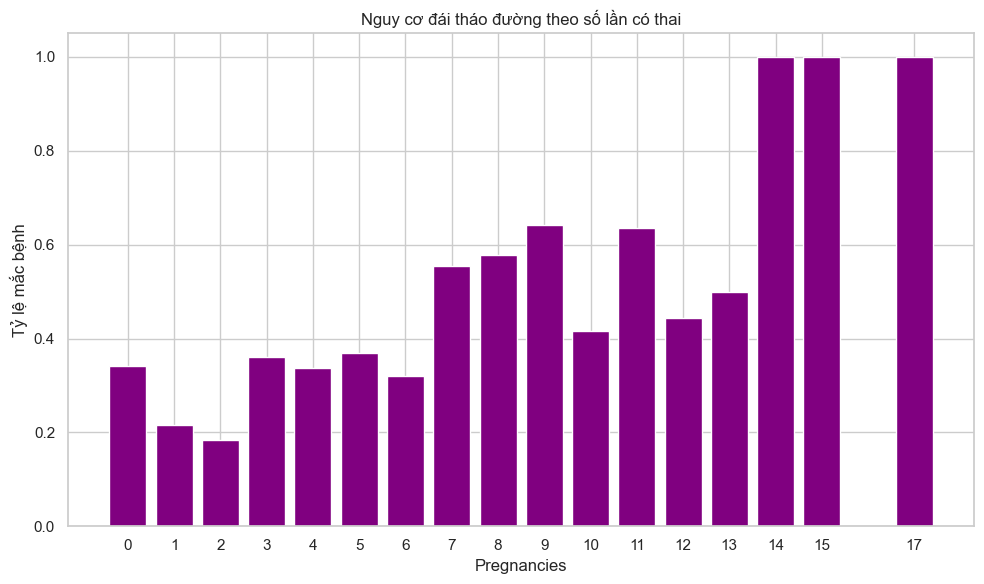 Nguy cơ đái tháo đường theo số lần có thai
Tỷ lệ mắc bệnh
1.0
0.8
0.6
0.4
0.2
0.0
0 1 2 3 4 5 6 7 8 9 10 11 12 13 14 15 17
Pregnancies